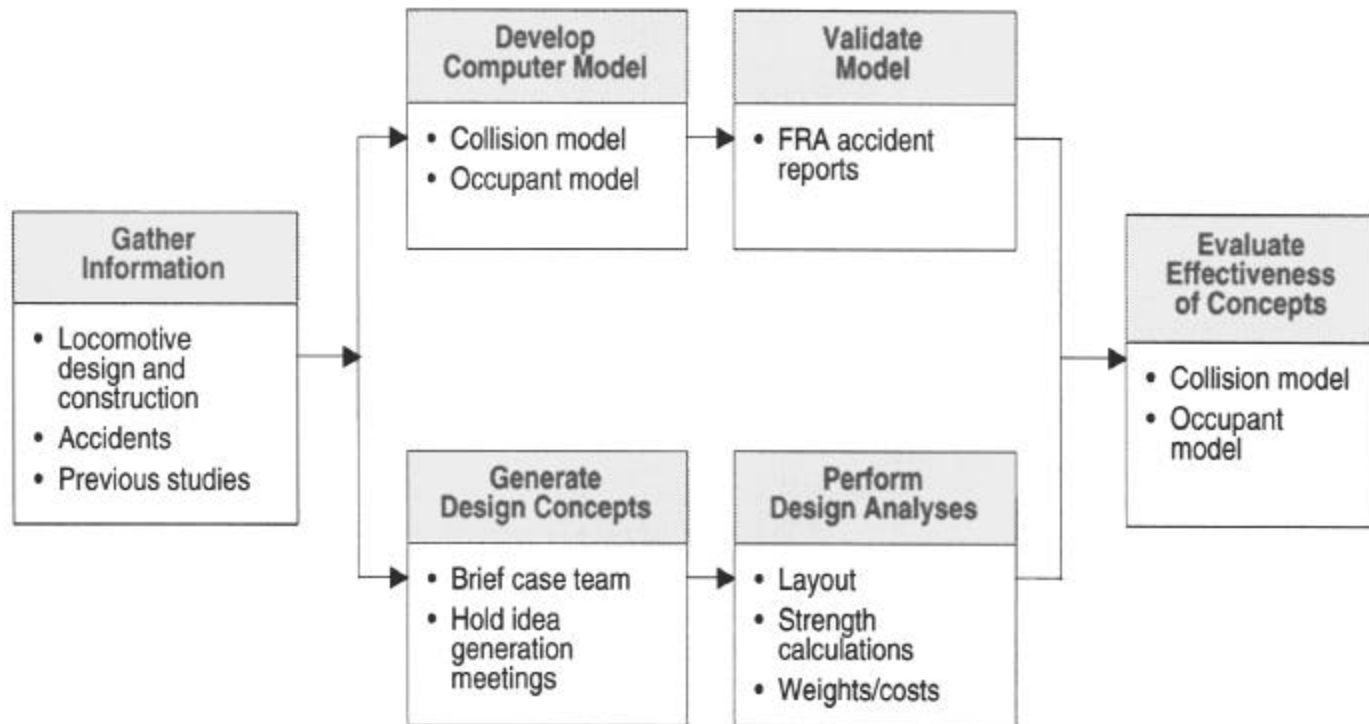 Gather
Information
• Locomotive
design and
construction
• Accidents
• Previous studies
Develop
Computer Model
• Collision model
• Occupant model
Validate
Model
• FRA accident
reports
Generate
Design Concepts
• Brief case team
• Hold idea
generation
meetings
Perform
Design Analyses
• Layout
• Strength
calculations
• Weights/costs
Evaluate
Effectiveness
of Concepts
• Collision model
• Occupant
model